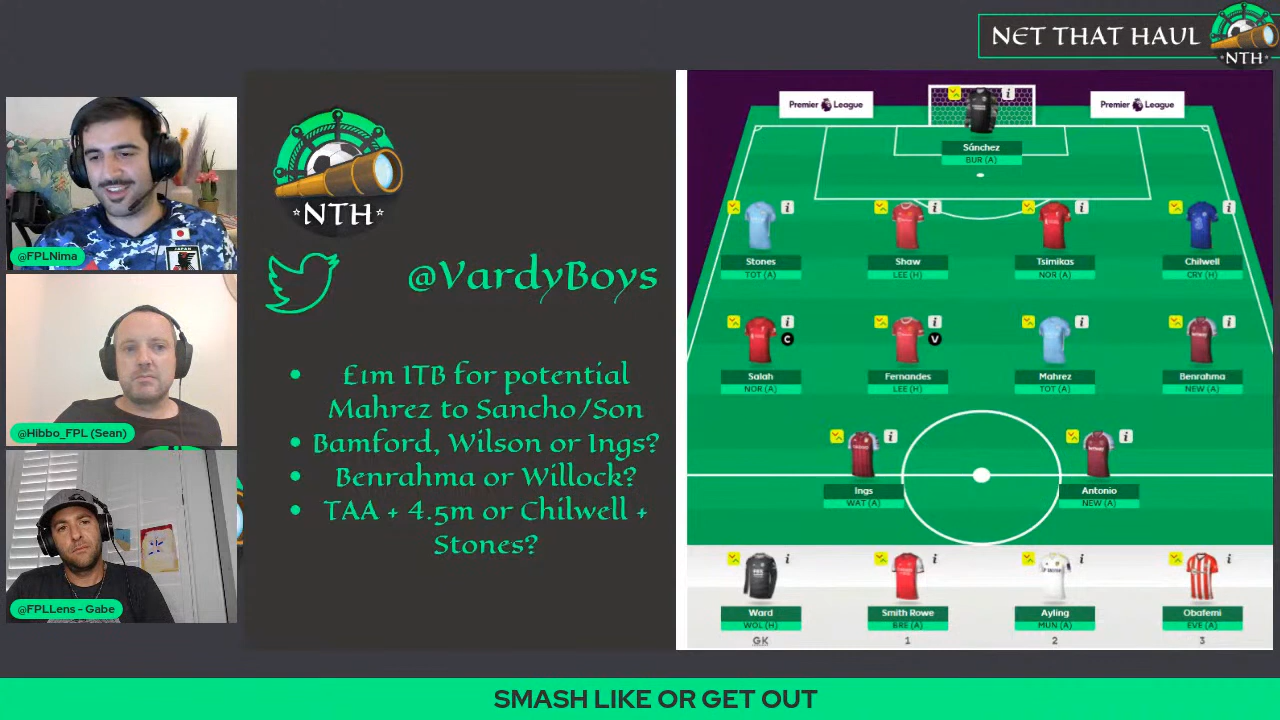 NET THAT HAUL
NTH
@FPLNima
JAPAN
@Hibbo_FPL (Sean)
@FPLLens - Gabe
NTH
@VardyBoys
• £1m ITB for potential
Mahrez to Sancho/Son
• Bamford, Wilson or Ings?
• Benrahma or Willock?
• TAA + 4.5m or Chilwell +
Stones?
Premier League
Premier League
Sánchez
BUR (A)
Stones
TOT (A)
Shaw
LEE (H)
Tsimikas
NOR (A)
Chilwell
CRY (H)
Salah
NOR (A)
C
Fernandes
LEE (H)
V
Mahrez
TOT (A)
Benrahma
NEW (A)
Ings
WAT (A)
Antonio
NEW (A)
Ward
WOL (H)
GK
Smith Rowe
BRE (A)
1
Ayling
MUN (A)
2
Obafemi
EVE (A)
3
SMASH LIKE OR GET OUT